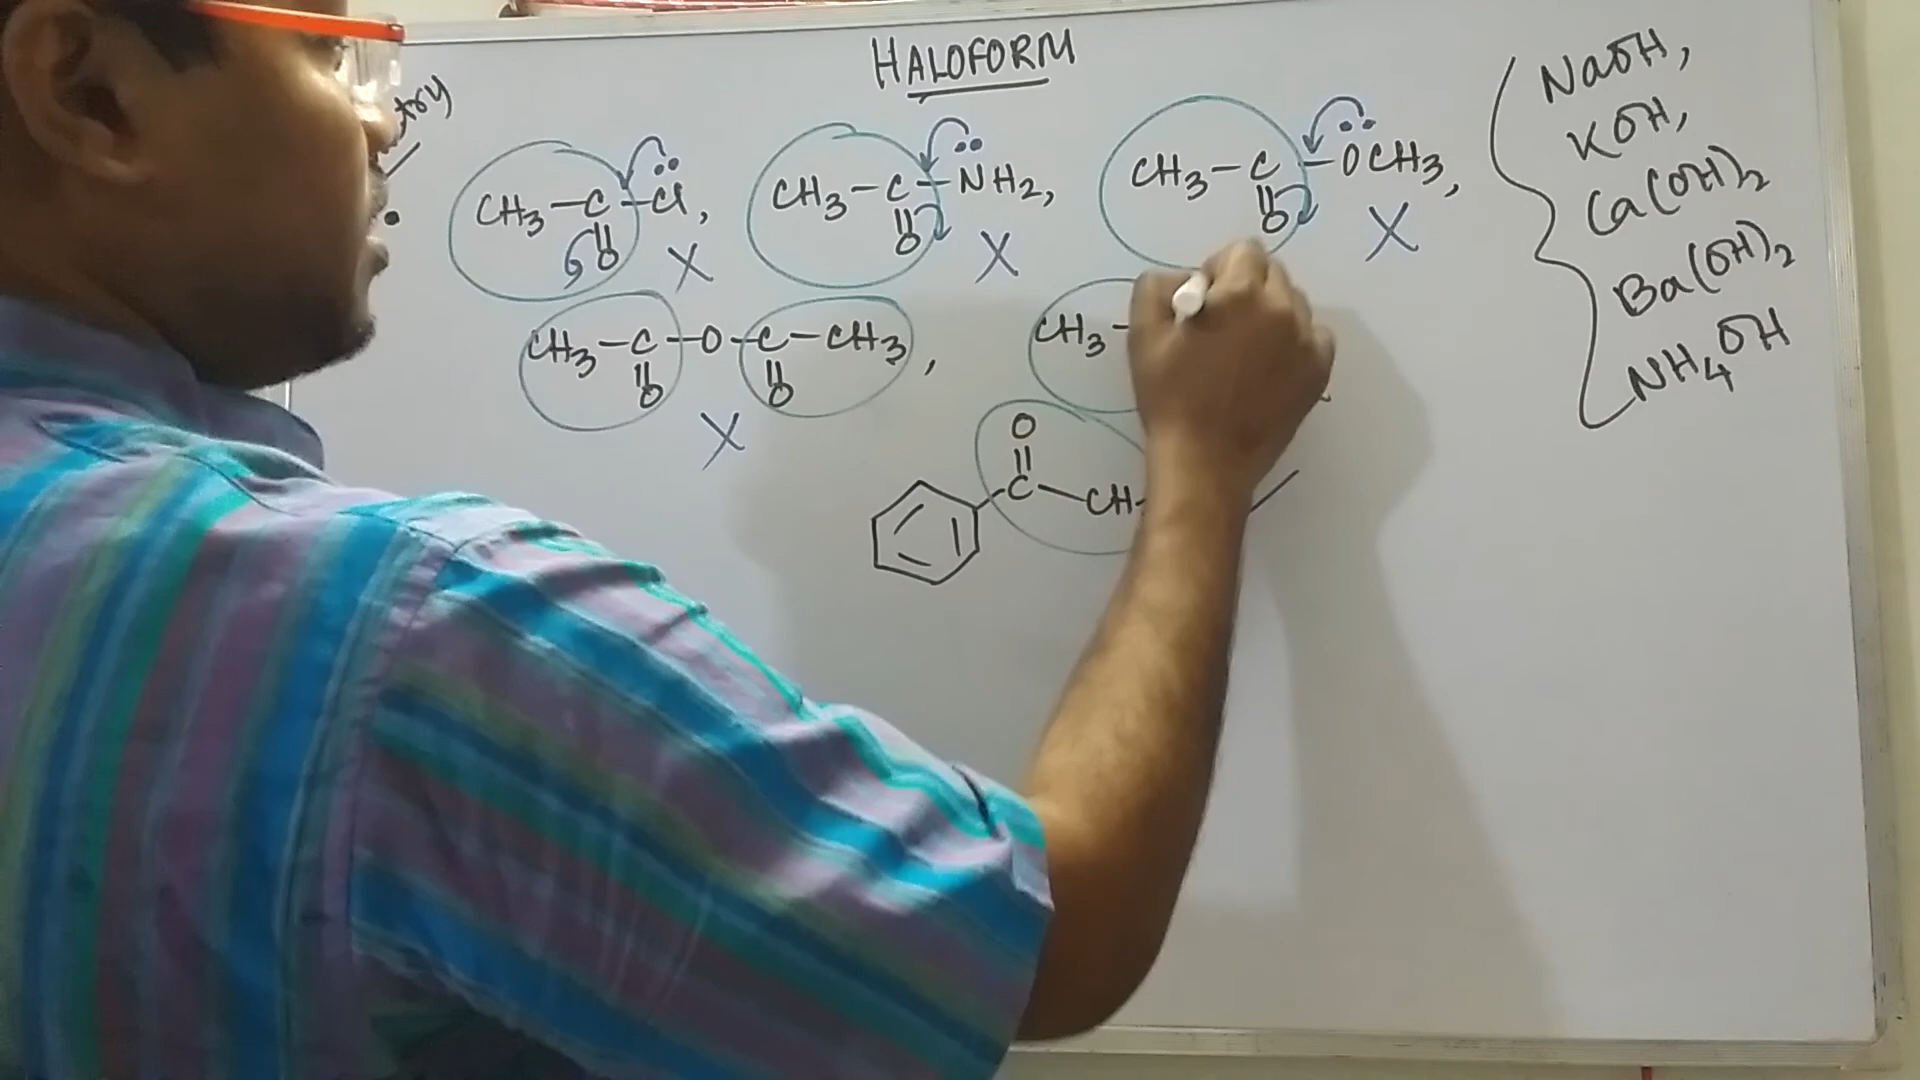 HALOFORM
try
CH3-C-Cl,
O
X
CH3-C-NH2,
O
X
CH3-C-OCH3,
O
X
CH3-C-O-C-CH3,
O O
X
CH3-
O
C-CH-
NaOH,
KOH,
Ca(OH)2
Ba(OH)2
NH4OH